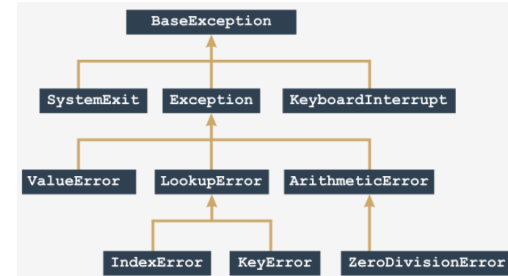 BaseException
SystemExit Exception KeyboardInterrupt
ValueError LookupError ArithmeticError
IndexError KeyError ZeroDivisionError